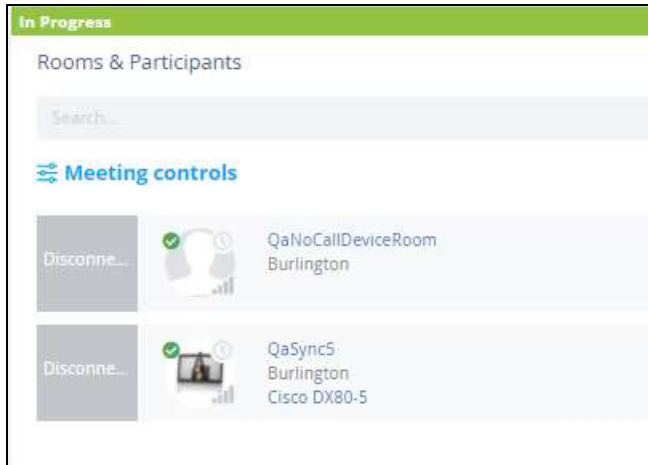 In Progress
Rooms & Participants
Search...
Meeting controls
Disconne...
QaNoCallDeviceRoom
Burlington
Disconne...
QaSync5
Burlington
Cisco DX80-5